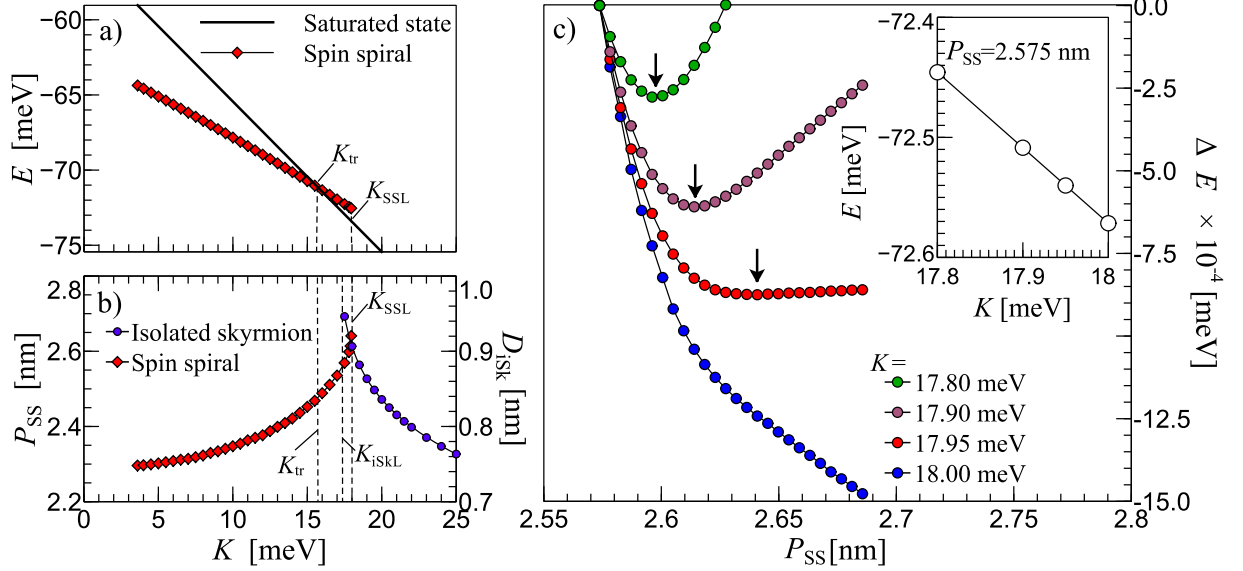 a)
Saturated state
Spin spiral
E [meV]
−60
−65
−70
−75
K_tr
K_SSL
b)
Isolated skyrmion
Spin spiral
P_SS [nm]
2.8
2.6
2.4
2.2
K_SSL
K_tr
K_iSkL
1.0
0.9
0.8
0.7
D_iSk [nm]
0 5 10 15 20 25
K [meV]
c)
−72.4
−72.5
−72.6
P_SS=2.575 nm
E [meV]
17.8 17.9 18
K [meV]
K=
17.80 meV
17.90 meV
17.95 meV
18.00 meV
0.0
-2.5
-5.0
-7.5
-12.5
-15.0
Δ E × 10⁻⁴ [meV]
2.55 2.6 2.65 2.7 2.75 2.8
P_SS[nm]